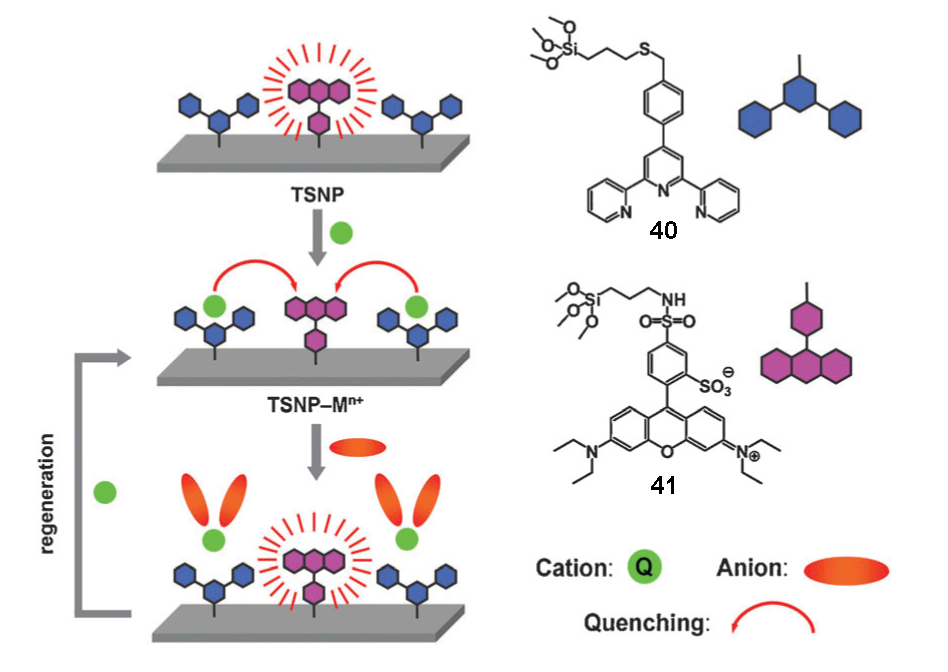 TSNP
TSNP–Mⁿ⁺
regeneration
O
O
Si
O
S
N
N
N
40
O
Si
O
O
NH
O=S=O
SO₃
⊖
N
O
N⊕
41
Cation: Q
Anion:
Quenching: